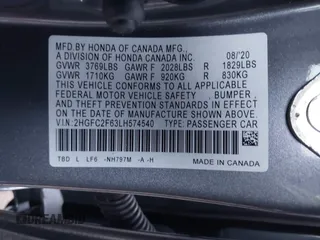 MFD.BY HONDA OF CANADA MFG.,
A DIVISION OF HONDA CANADA INC. 08/'20
GVWR 3769LBS GAWR F 2028LBS R 1829LBS
GVWR 1710KG GAWR F 920KG R 830KG
THIS VEHICLE CONFORMS TO ALL APPLICABLE
FEDERAL MOTOR VEHICLE SAFETY, BUMPER
AND THEFT PREVENTION STANDARDS IN EFFECT
ON THE DATE OF MANUFACTURE SHOWN ABOVE.
V.I.N. 2HGFC2F63LH574540 TYPE: PASSENGER CAR
TBD L LF6 -NH797M -A -H
MADE IN CANADA